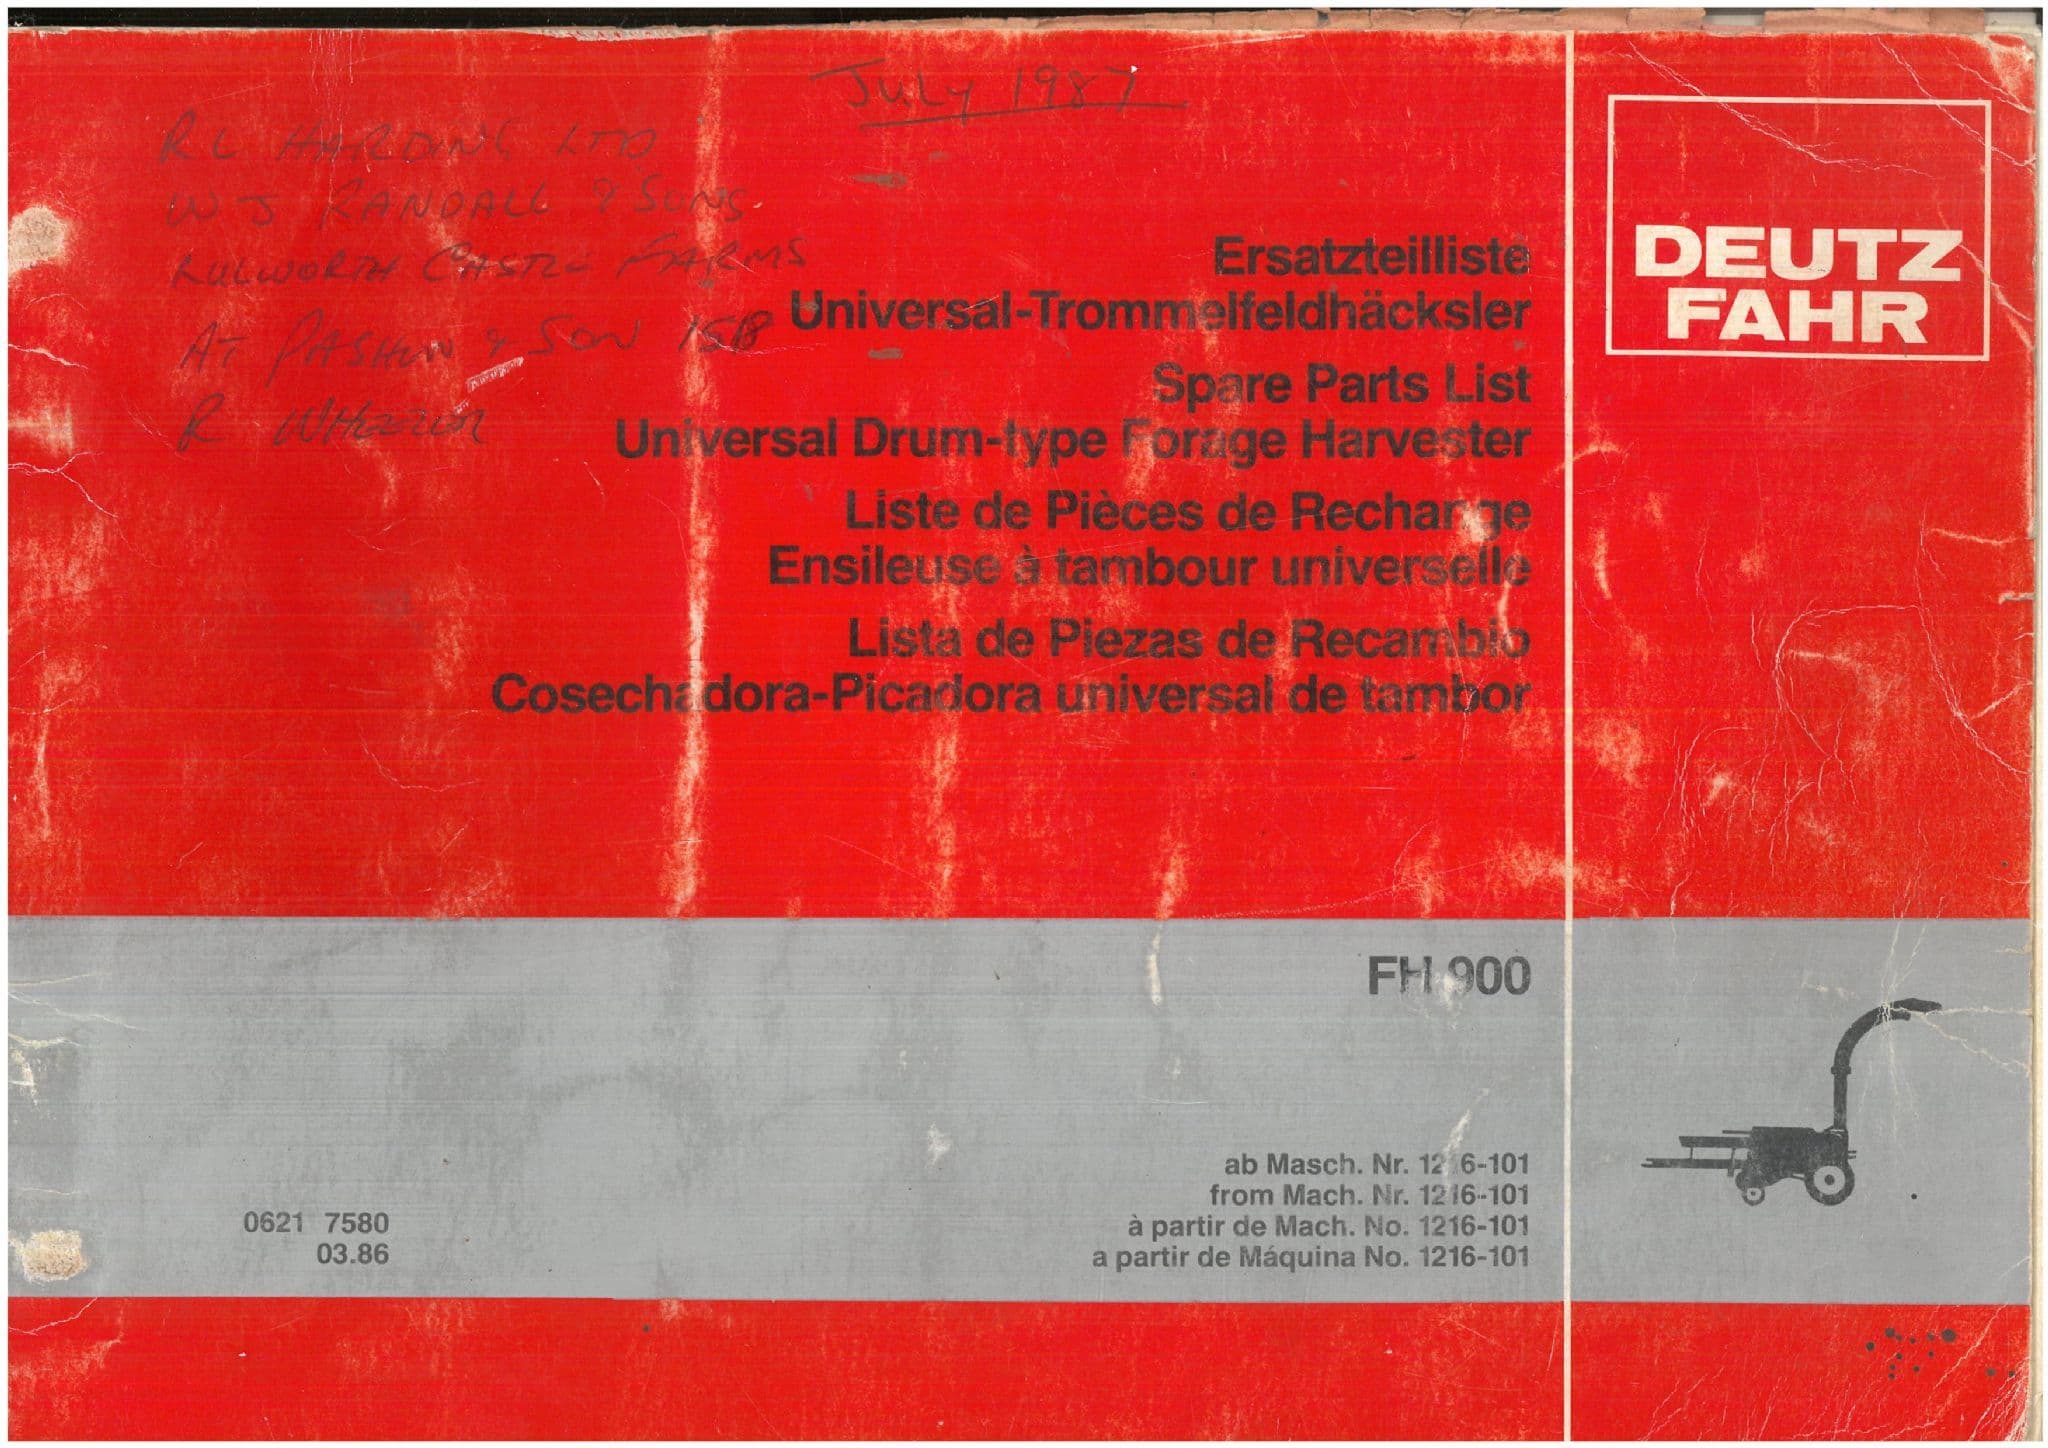 July 1987
RL HARDING LTD
WJ RANDALL & SONS
LULWORTH CASTLE FARMS
AT & SON
R WHEELER
Ersatzteilliste
Universal-Trommelfeldhäcksler
Spare Parts List
Universal Drum-type Forage Harvester
Liste de Pièces de Rechange
Ensileuse à tambour universelle
Lista de Piezas de Recambio
Cosechadora-Picadora universal de tambor
DEUTZ
FAHR
FH 900
ab Masch. Nr. 1216-101
from Mach. Nr. 1216-101
à partir de Mach. No. 1216-101
a partir de Máquina No. 1216-101
0621 7580
03.86